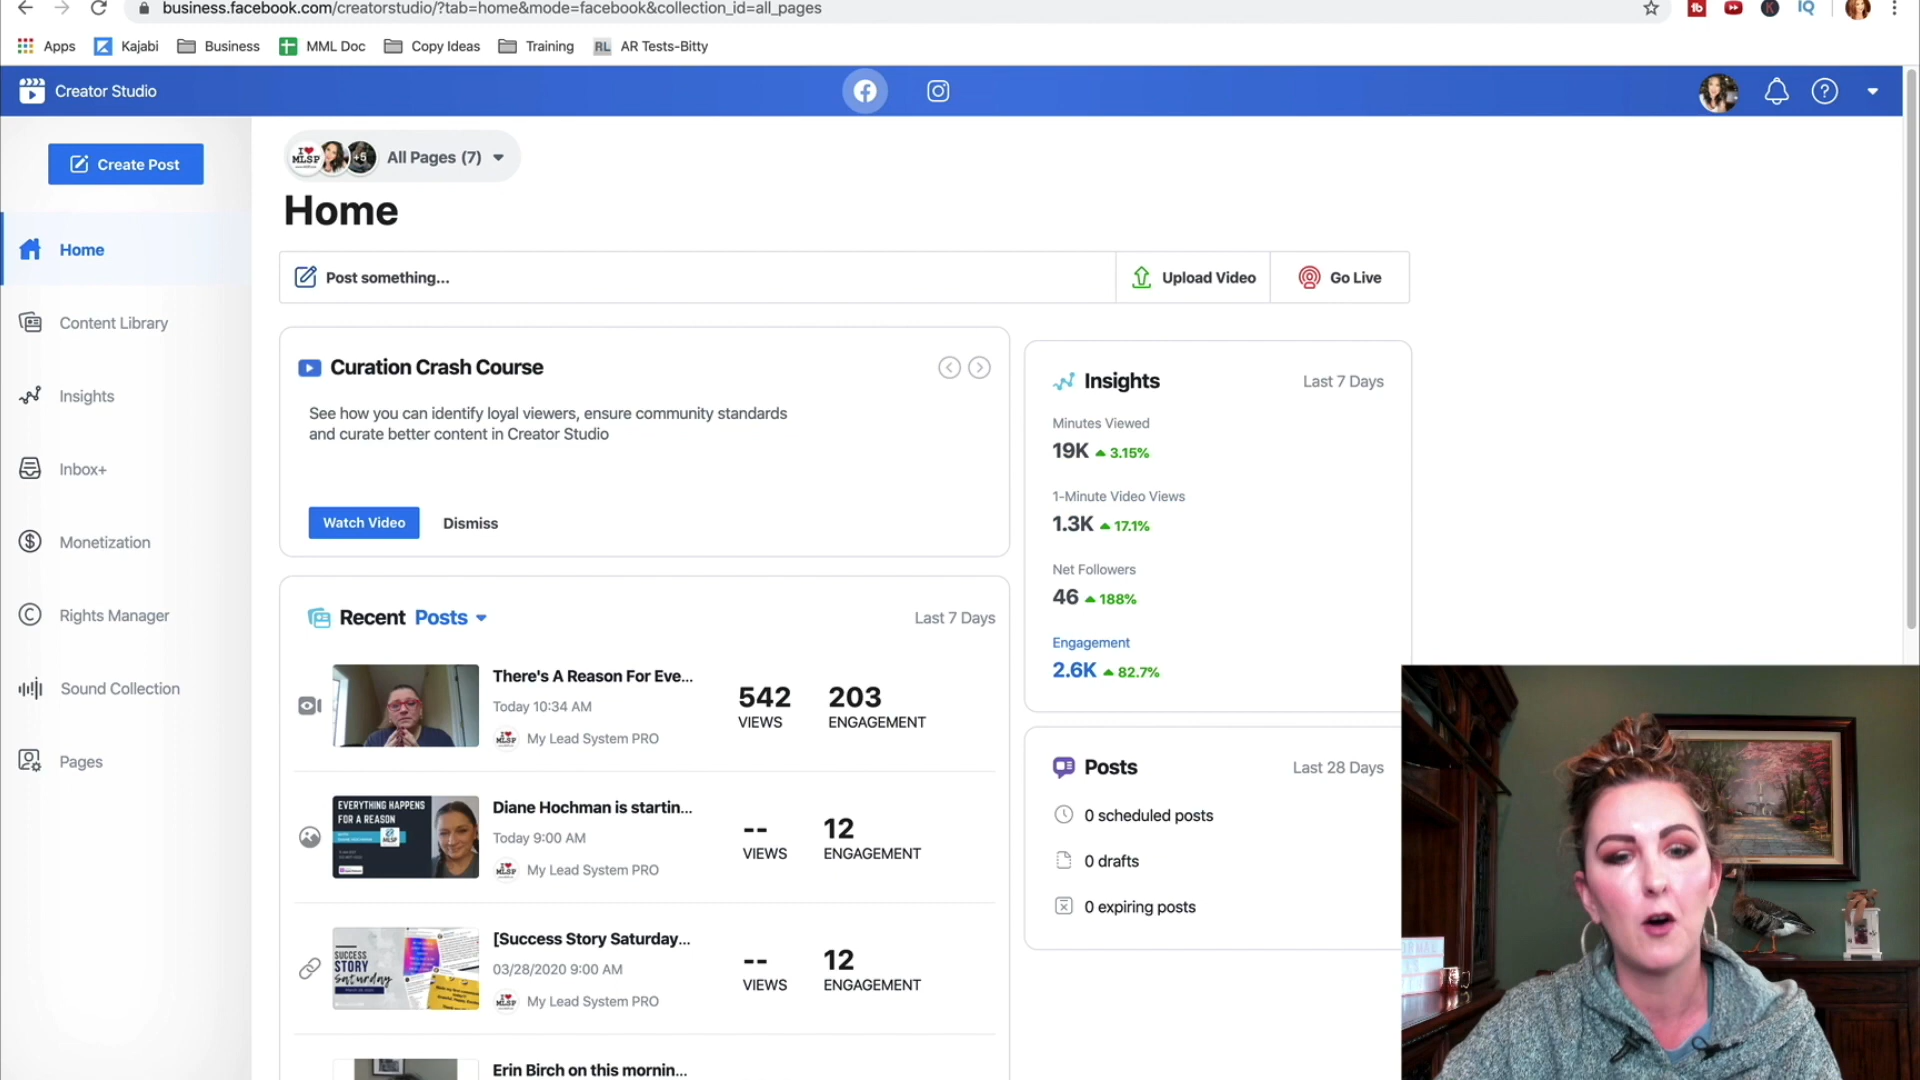 business.facebook.com/creatorstudio/?tab=home&mode=facebook&collection_id=all_pages
Apps Kajabi Business MML Doc Copy Ideas Training RL AR Tests-Bitty
Creator Studio
Create Post
Home
Content Library
Insights
Inbox+
Monetization
Rights Manager
Sound Collection
Pages
+5 All Pages (7)
Home
Post something... Upload Video Go Live
Curation Crash Course
See how you can identify loyal viewers, ensure community standards
and curate better content in Creator Studio
Watch Video Dismiss
Recent Posts Last 7 Days
There's A Reason For Eve...
Today 10:34 AM
My Lead System PRO
542 VIEWS
203 ENGAGEMENT
EVERYTHING HAPPENS
FOR A REASON
Diane Hochman is startin...
Today 9:00 AM
My Lead System PRO
-- VIEWS
12 ENGAGEMENT
SUCCESS
STORY
Saturday
[Success Story Saturday...
03/28/2020 9:00 AM
My Lead System PRO
-- VIEWS
12 ENGAGEMENT
Erin Birch on this mornin...
Insights Last 7 Days
Minutes Viewed
19K 3.15%
1-Minute Video Views
1.3K 17.1%
Net Followers
46 188%
Engagement
2.6K 82.7%
Posts Last 28 Days
0 scheduled posts
0 drafts
0 expiring posts